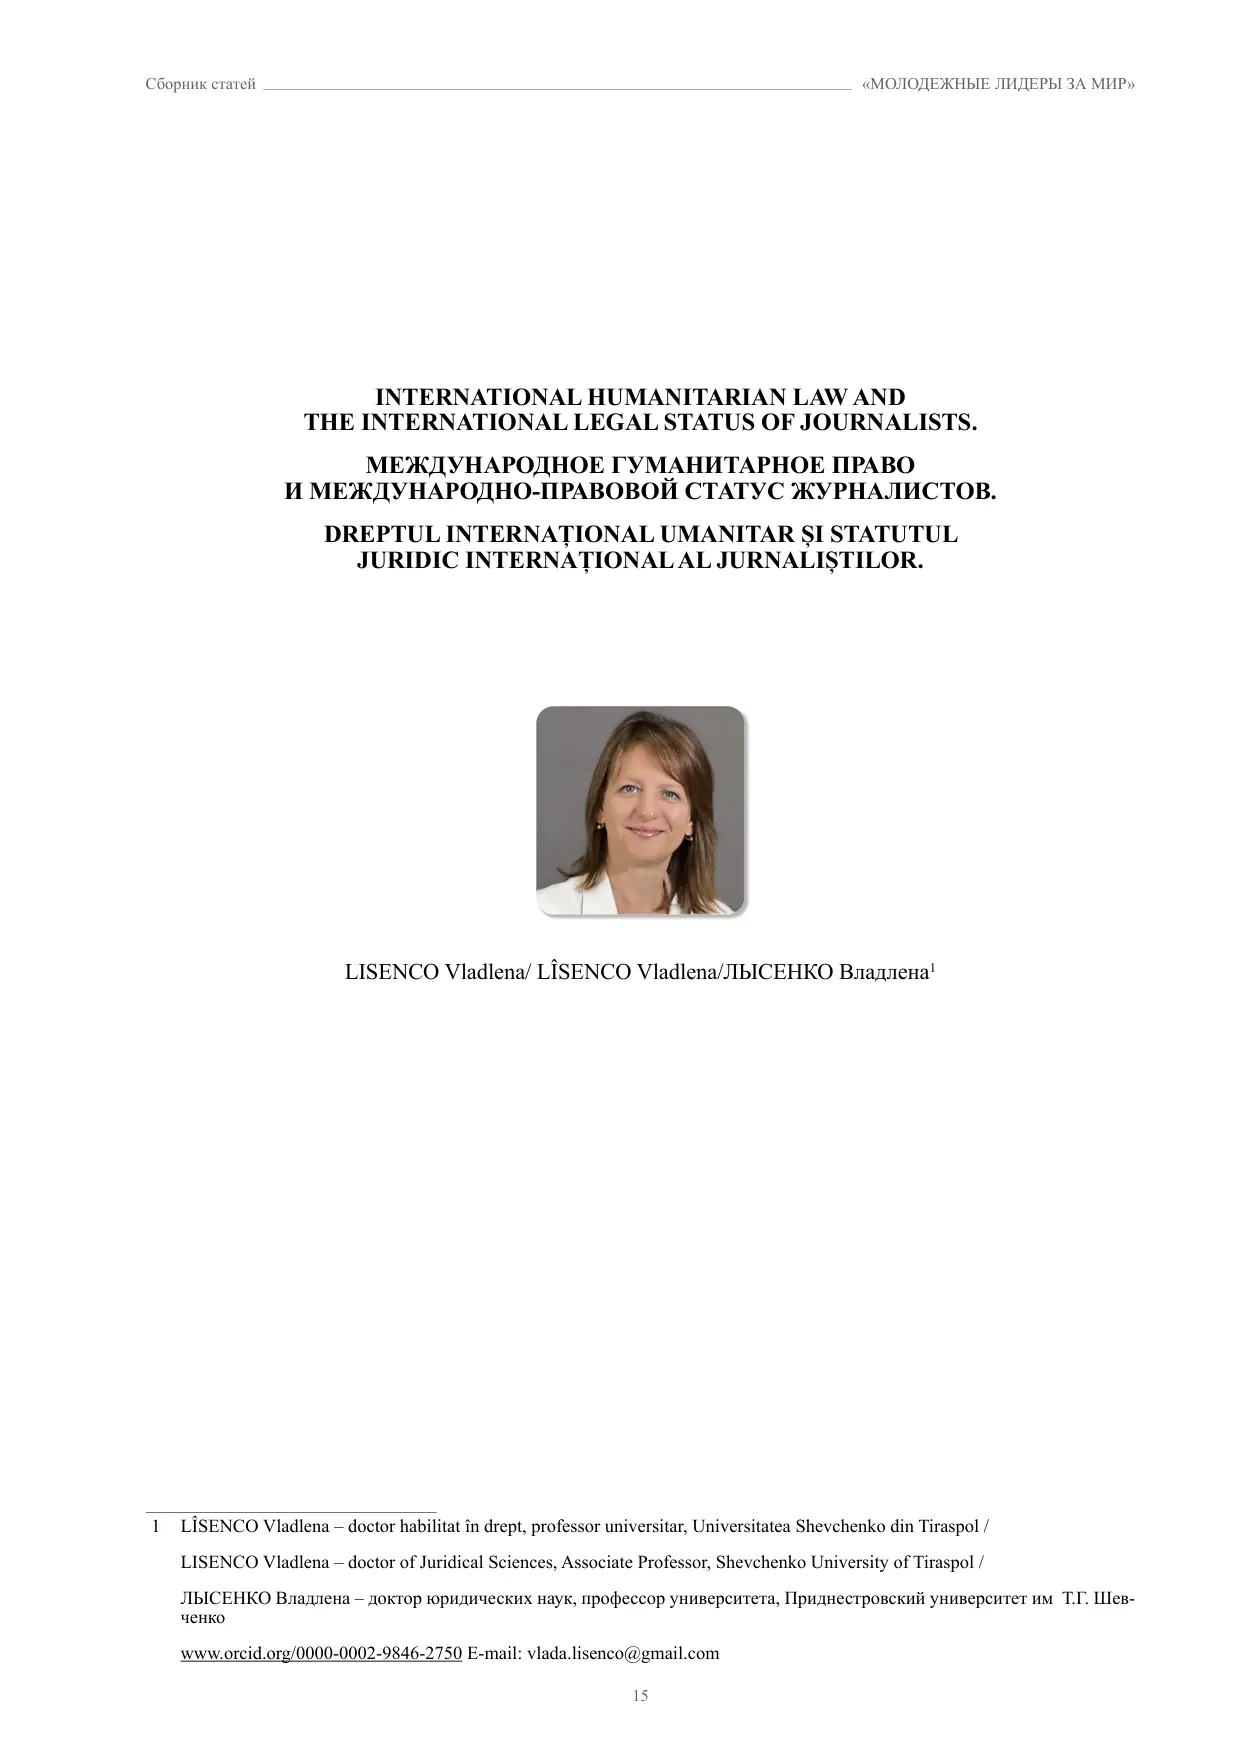 Сборник статей «МОЛОДЕЖНЫЕ ЛИДЕРЫ ЗА МИР»
INTERNATIONAL HUMANITARIAN LAW AND
THE INTERNATIONAL LEGAL STATUS OF JOURNALISTS.
МЕЖДУНАРОДНОЕ ГУМАНИТАРНОЕ ПРАВО
И МЕЖДУНАРОДНО-ПРАВОВОЙ СТАТУС ЖУРНАЛИСТОВ.
DREPTUL INTERNAȚIONAL UMANITAR ȘI STATUTUL
JURIDIC INTERNAȚIONAL AL JURNALIȘTILOR.
LISENCO Vladlena/ LÎSENCO Vladlena/ЛЫСЕНКО Владлена1
1 LÎSENCO Vladlena – doctor habilitat în drept, professor universitar, Universitatea Shevchenko din Tiraspol /
LISENCO Vladlena – doctor of Juridical Sciences, Associate Professor, Shevchenko University of Tiraspol /
ЛЫСЕНКО Владлена – доктор юридических наук, профессор университета, Приднестровский университет им Т.Г. Шев-
ченко
www.orcid.org/0000-0002-9846-2750 E-mail: vlada.lisenco@gmail.com
15